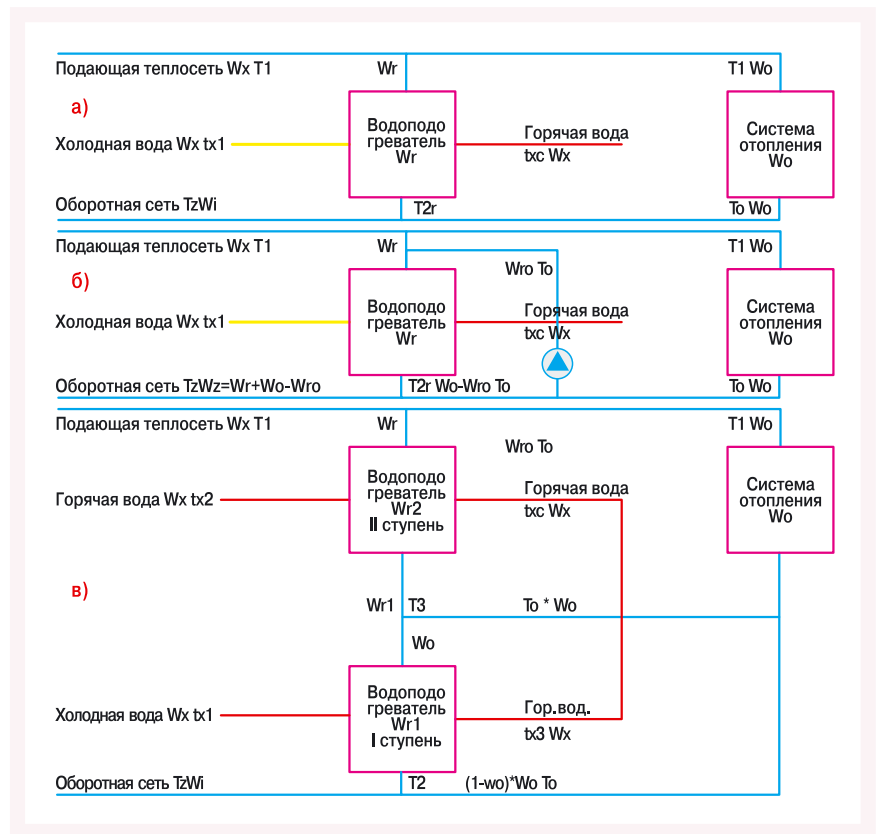 Подающая теплосеть Wx T1
Wr
T1 Wo
а)
Холодная вода Wx tx1
Водоподо
греватель
Wr
Горячая вода
txc Wx
Система
отопления
Wo
Оборотная сеть TzWi
T2r
To Wo
Подающая теплосеть Wx T1
Wr
T1 Wo
Wro To
б)
Холодная вода Wx tx1
Водоподо
греватель
Wr
Горячая вода
txc Wx
Система
отопления
Wo
Оборотная сеть TzWz=Wr+Wo-Wro
T2r Wo-Wro To
To Wo
Подающая теплосеть Wx T1
Wr
T1 Wo
Wro To
Горячая вода Wx tx2
Водоподо
греватель
Wr2
II ступень
Горячая вода
txc Wx
Система
отопления
Wo
в)
Wr1
T3
To * Wo
Wo
Холодная вода Wx tx1
Водоподо
греватель
Wr1
I ступень
Гор.вод.
tx3 Wx
Оборотная сеть TzWi
T2
(1-wo)*Wo To